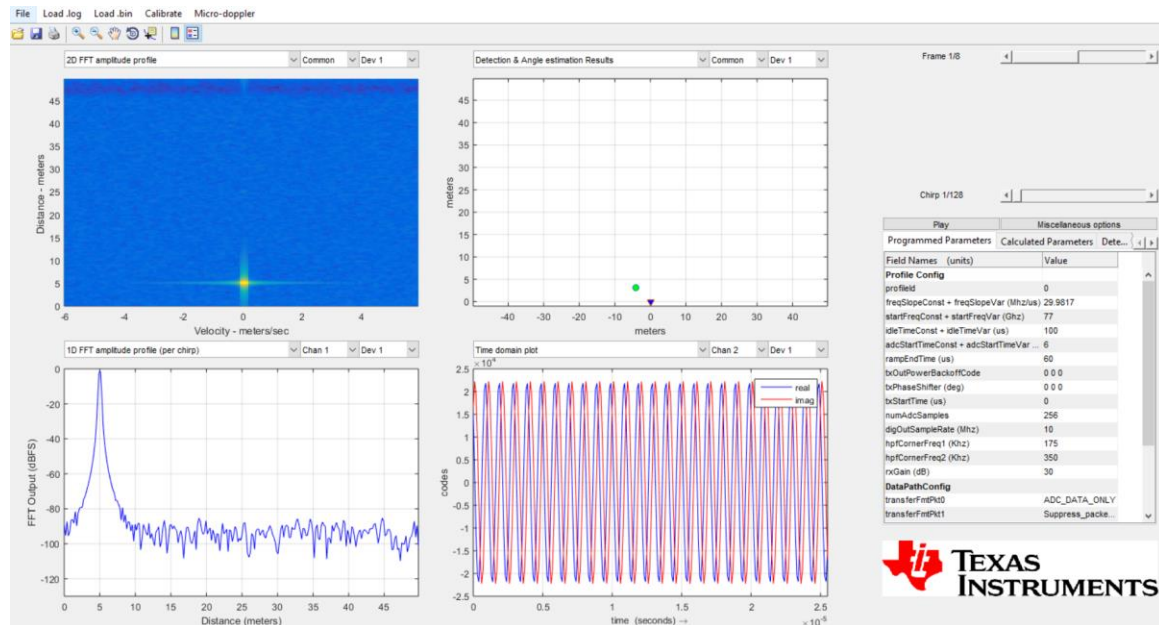 File Load .log Load .bin Calibrate Micro-doppler
2D FFT amplitude profile Common Dev 1
45
40
35
30
25
20
15
10
5
0
Distance - meters
-6 -4 -2 0 2 4
Velocity - meters/sec
Detection & Angle estimation Results Common Dev 1
45
40
35
30
25
20
15
10
5
0
meters
-40 -30 -20 -10 0 10 20 30 40
meters
1D FFT amplitude profile (per chirp) Chan 1 Dev 1
0
-20
-40
-60
-80
-100
-120
FFT Output (dBFS)
0 5 10 15 20 25 30 35 40 45
Distance (meters)
Time domain plot Chan 2 Dev 1
×10⁴
2.5
2
1.5
1
0.5
0
-0.5
-1
-1.5
-2
-2.5
codes
real
imag
0 0.5 1 1.5 2 2.5
time (seconds) →
×10⁻⁵
Frame 1/8
Chirp 1/128
Play Miscellaneous options
Programmed Parameters Calculated Parameters Dete...
Field Names (units) Value
Profile Config
profileId 0
freqSlopeConst + freqSlopeVar (Mhz/us) 29.9817
startFreqConst + startFreqVar (Ghz) 77
idleTimeConst + idleTimeVar (us) 100
adcStartTimeConst + adcStartTimeVar ... 6
rampEndTime (us) 60
txOutPowerBackoffCode 0 0 0
txPhaseShifter (deg) 0 0 0
txStartTime (us) 0
numAdcSamples 256
digOutSampleRate (Mhz) 10
hpfCornerFreq1 (Khz) 175
hpfCornerFreq2 (Khz) 350
rxGain (dB) 30
DataPathConfig
transferFmtPkt0 ADC_DATA_ONLY
transferFmtPkt1 Suppress_packe...
TEXAS
INSTRUMENTS